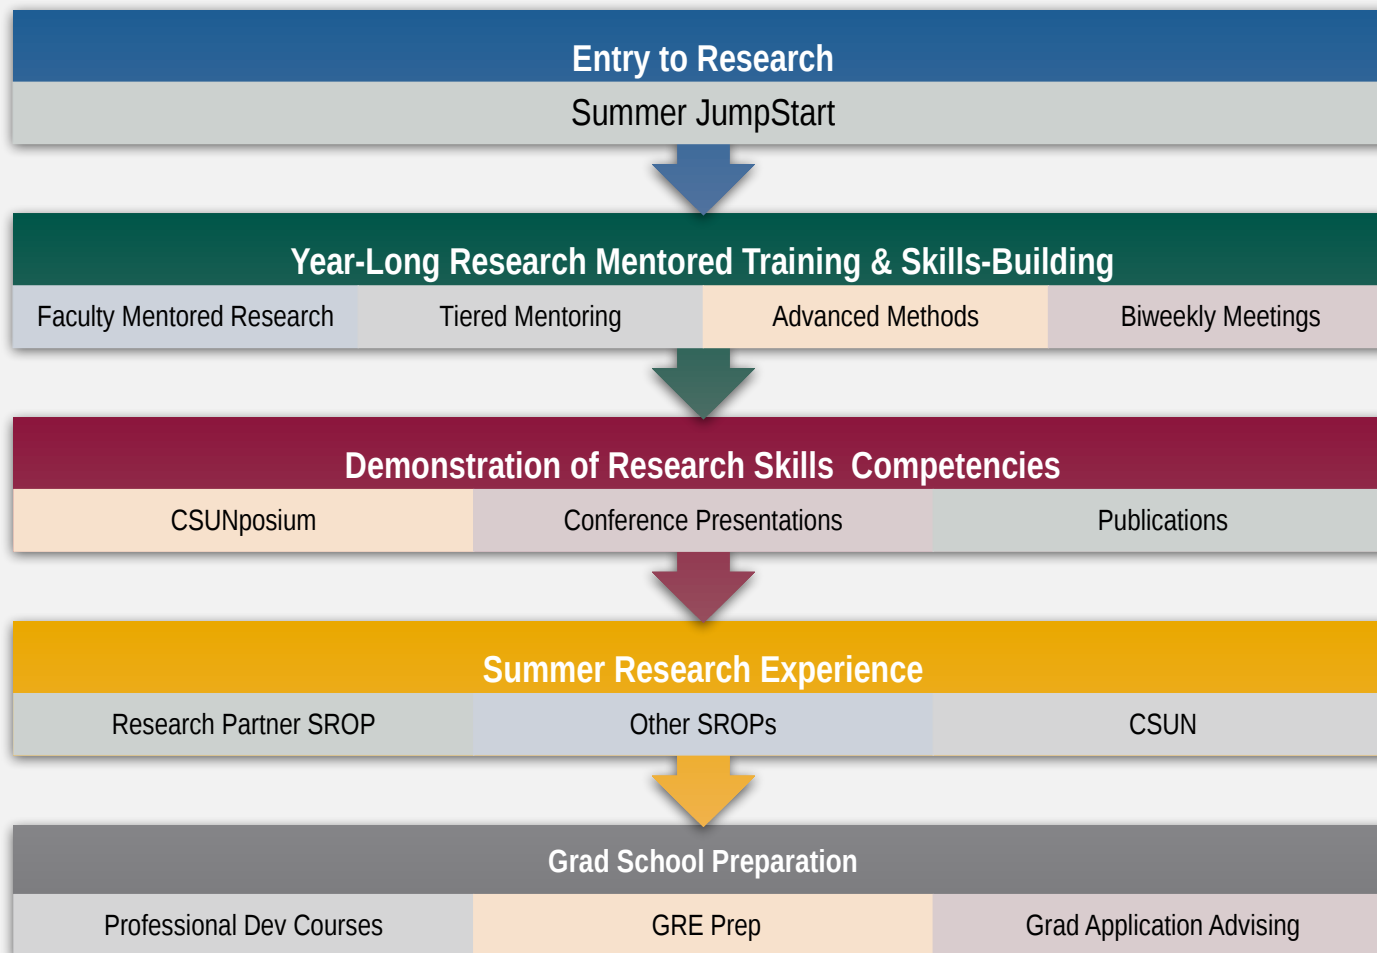 Entry to Research
Summer JumpStart
Year-Long Research Mentored Training & Skills-Building
Faculty Mentored Research
Tiered Mentoring
Advanced Methods
Biweekly Meetings
Demonstration of Research Skills  Competencies
CSUNposium
Conference Presentations
Publications
Summer Research Experience
Research Partner SROP
Other SROPs
CSUN
Grad School Preparation
Professional Dev Courses
GRE Prep
Grad Application Advising